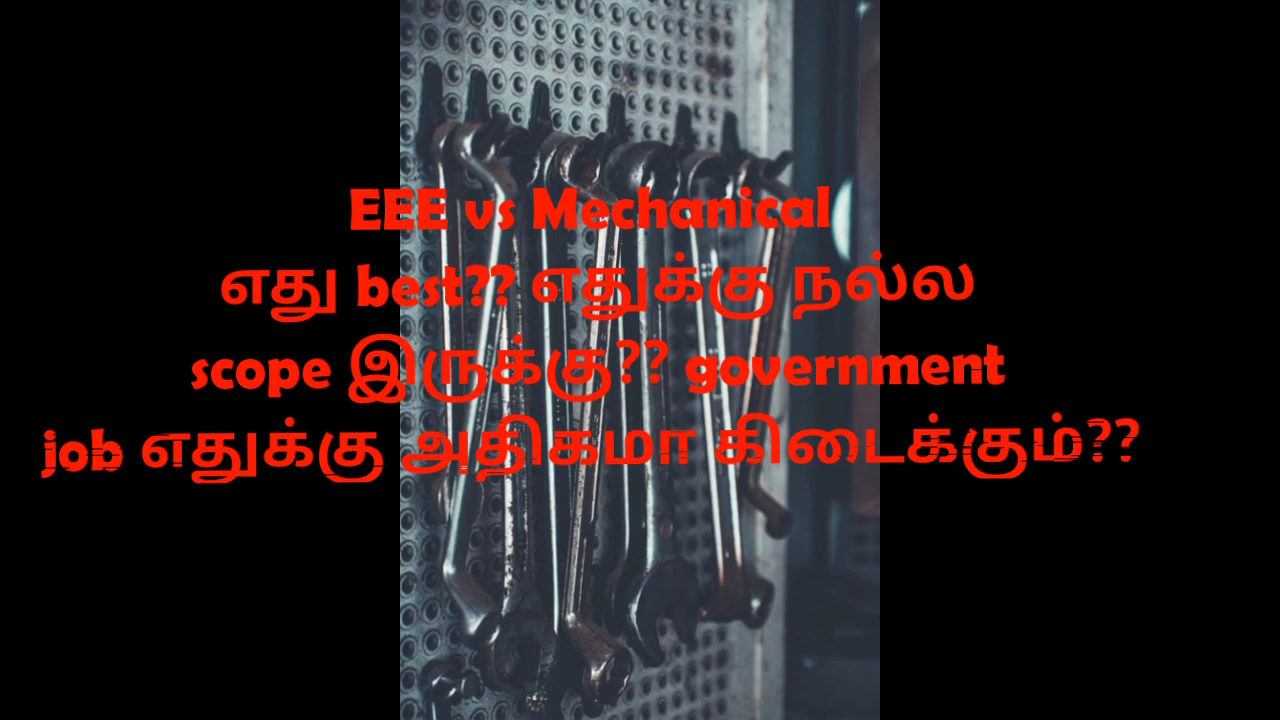 EEE vs Mechanical
எது best?? எதுக்கு நல்ல
scope இருக்கு?? government
job எதுக்கு அதிகமா கிடைக்கும்??